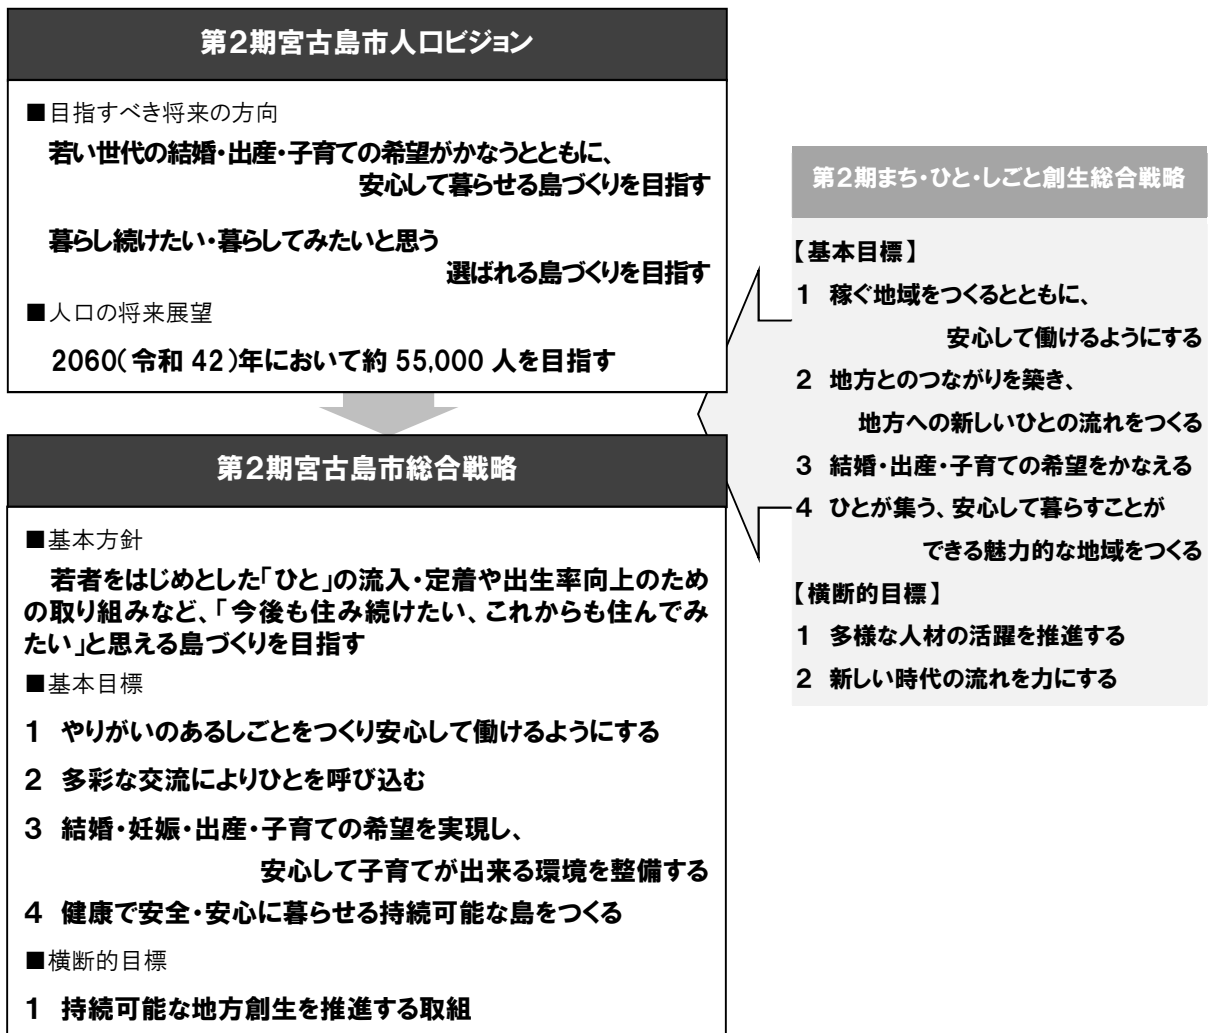 第2期宮古島市人口ビジョン
■目指すべき将来の方向
若い世代の結婚・出産・子育ての希望がかなうとともに、
安心して暮らせる島づくりを目指す
暮らし続けたい・暮らしてみたいと思う
選ばれる島づくりを目指す
■人口の将来展望
2060(令和 42)年において約 55,000 人を目指す
第2期宮古島市総合戦略
■基本方針
若者をはじめとした「ひと」の流入・定着や出生率向上のため
の取り組みなど、「今後も住み続けたい、これからも住んでみ
たい」と思える島づくりを目指す
■基本目標
1 やりがいのあるしごとをつくり安心して働けるようにする
2 多彩な交流によりひとを呼び込む
3 結婚・妊娠・出産・子育ての希望を実現し、
安心して子育てが出来る環境を整備する
4 健康で安全・安心に暮らせる持続可能な島をつくる
■横断的目標
1 持続可能な地方創生を推進する取組
第2期まち・ひと・しごと創生総合戦略
【基本目標】
1 稼ぐ地域をつくるとともに、
安心して働けるようにする
2 地方とのつながりを築き、
地方への新しいひとの流れをつくる
3 結婚・出産・子育ての希望をかなえる
4 ひとが集う、安心して暮らすことが
できる魅力的な地域をつくる
【横断的目標】
1 多様な人材の活躍を推進する
2 新しい時代の流れを力にする